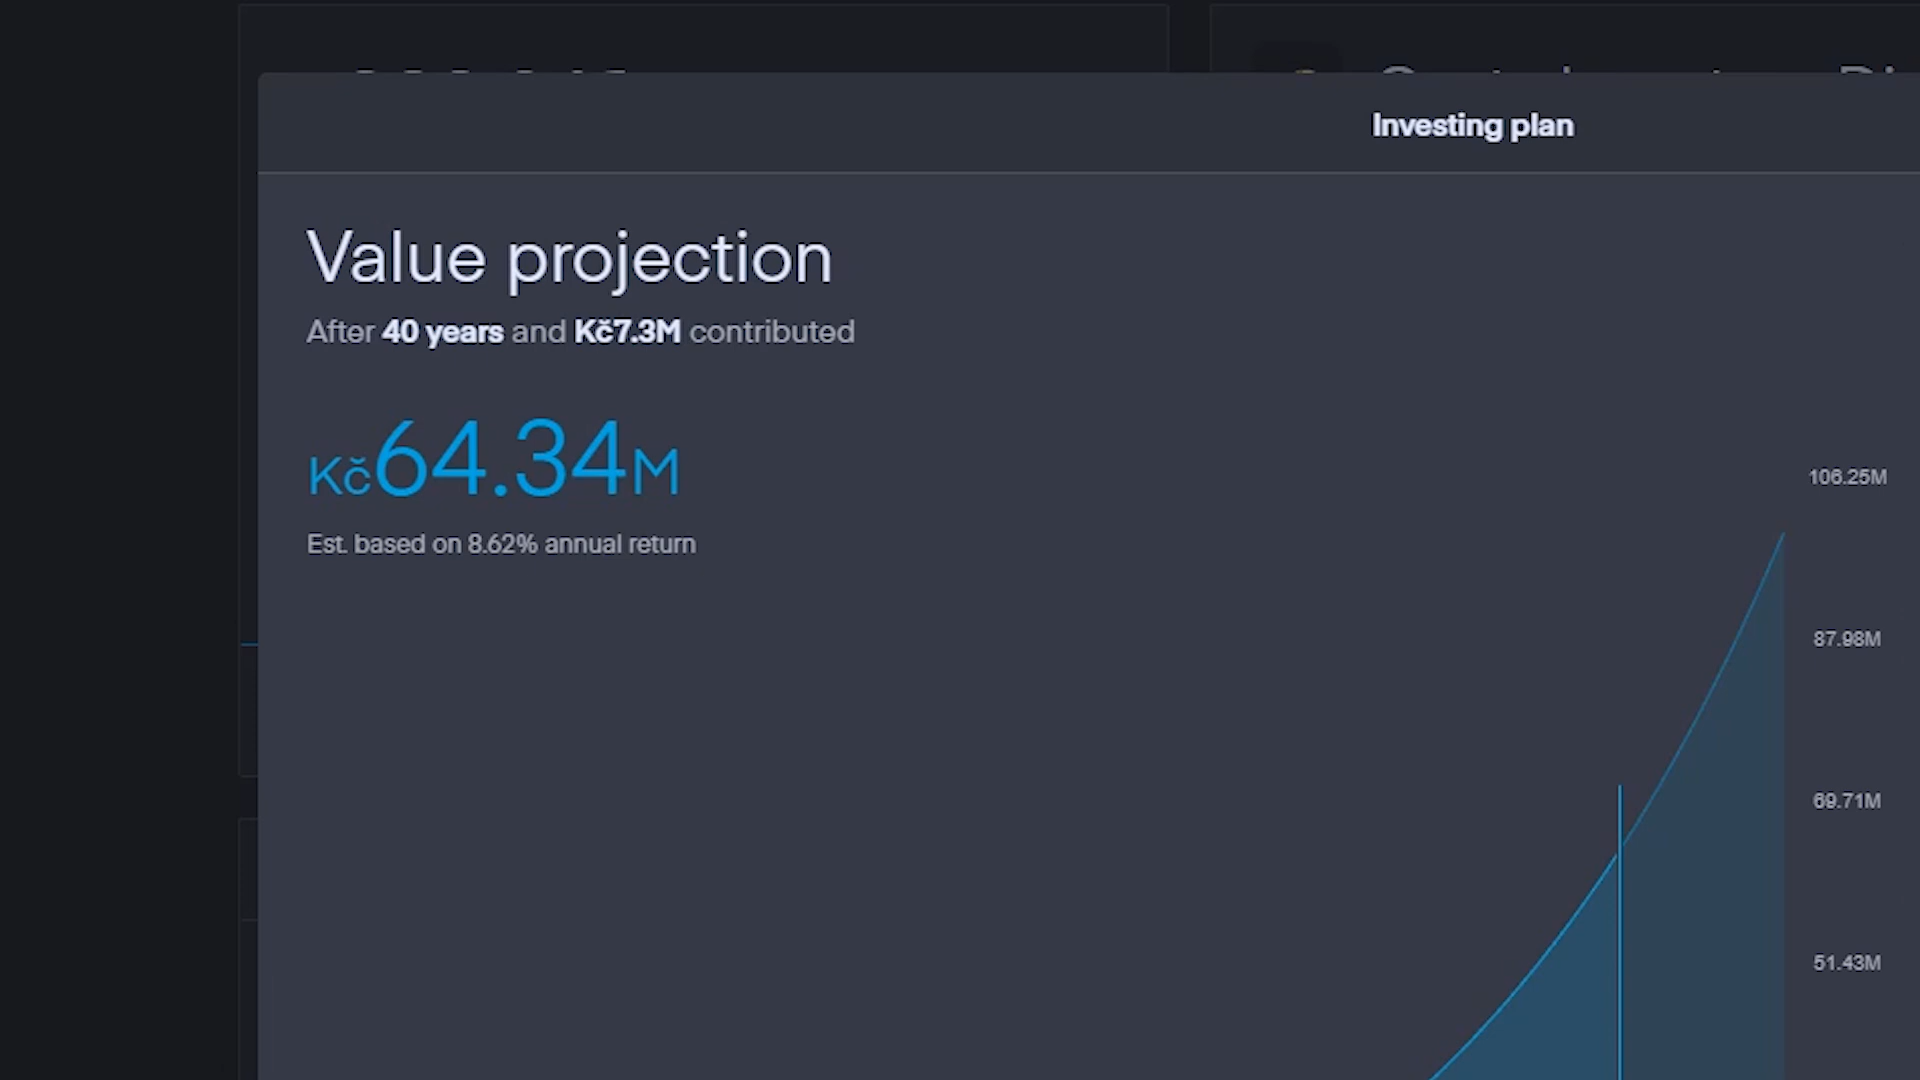 Investing plan
Value projection
After 40 years and Kč7.3M contributed
Kč64.34M
Est. based on 8.62% annual return
106.25M
87.98M
69.71M
51.43M